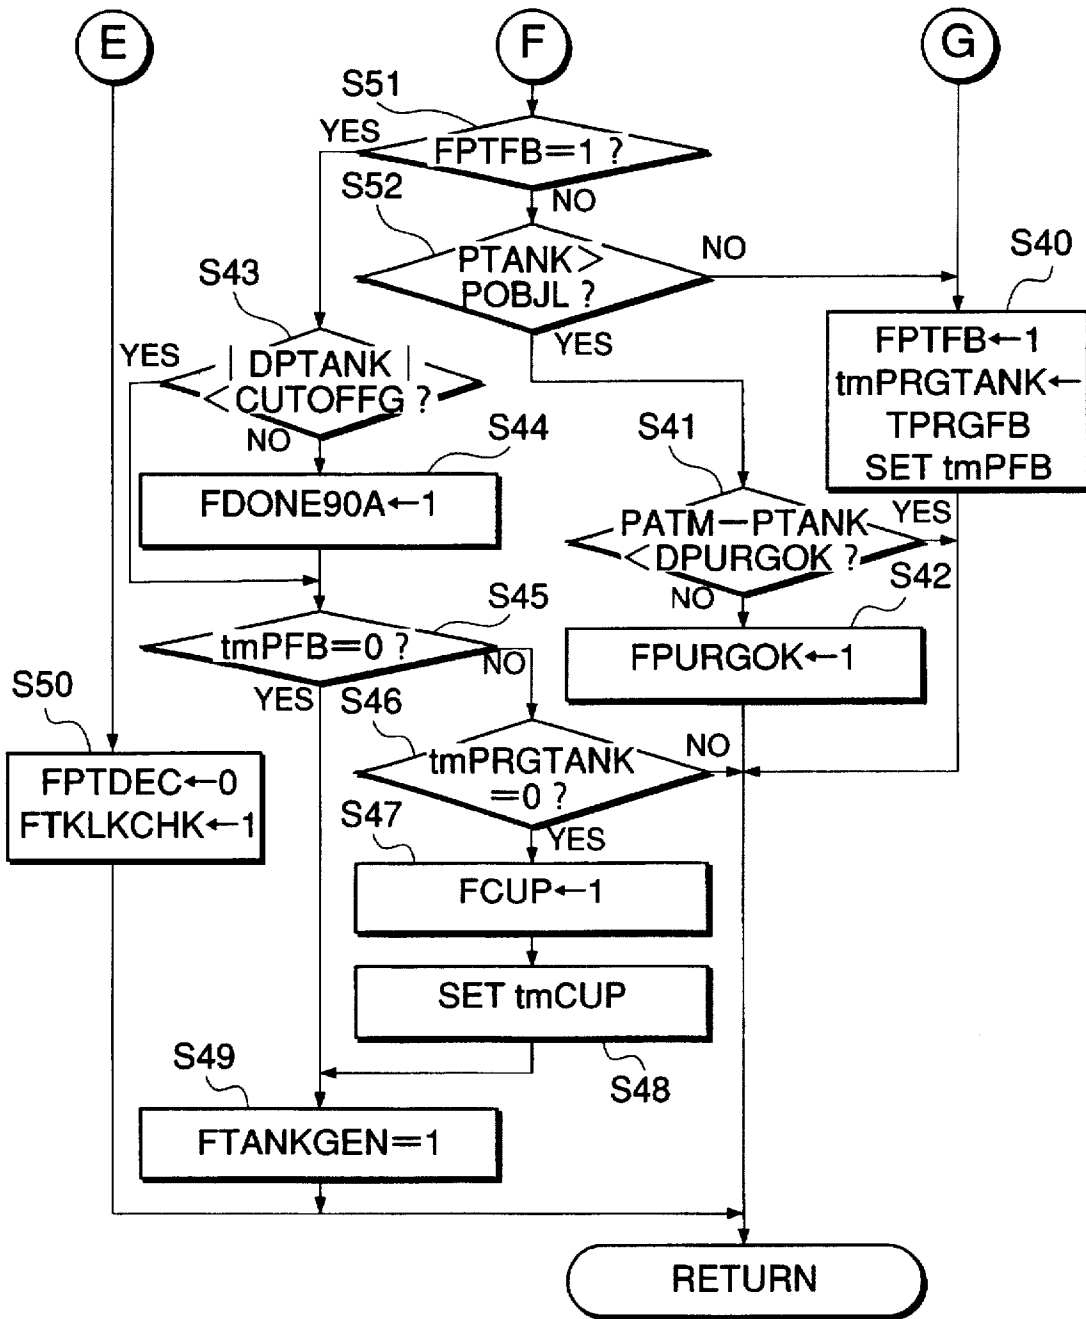 E
F
G
S51
YES
FPTFB=1 ?
S52
NO
PTANK>
POBJL ?
NO
YES
S40
FPTFB←1
tmPRGTANK←
TPRGFB
SET tmPFB
S43
YES
| DPTANK |
<CUTOFFG ?
NO
S44
FDONE90A←1
S41
PATM−PTANK
<DPURGOK ?
YES
NO
S42
FPURGOK←1
S45
tmPFB=0 ?
NO
YES
S46
tmPRGTANK
=0 ?
NO
YES
S50
FPTDEC←0
FTKLKCHK←1
S47
FCUP←1
SET tmCUP
S48
S49
FTANKGEN=1
RETURN